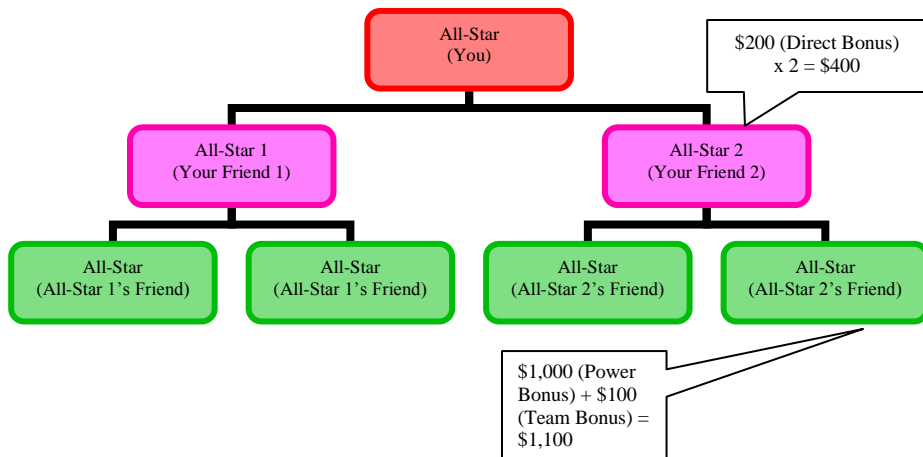 All-Star
(You)
$200 (Direct Bonus)
x 2 = $400
All-Star 1
(Your Friend 1)
All-Star 2
(Your Friend 2)
All-Star
(All-Star 1’s Friend)
All-Star
(All-Star 1’s Friend)
All-Star
(All-Star 2’s Friend)
All-Star
(All-Star 2’s Friend)
$1,000 (Power
Bonus) + $100
(Team Bonus) =
$1,100